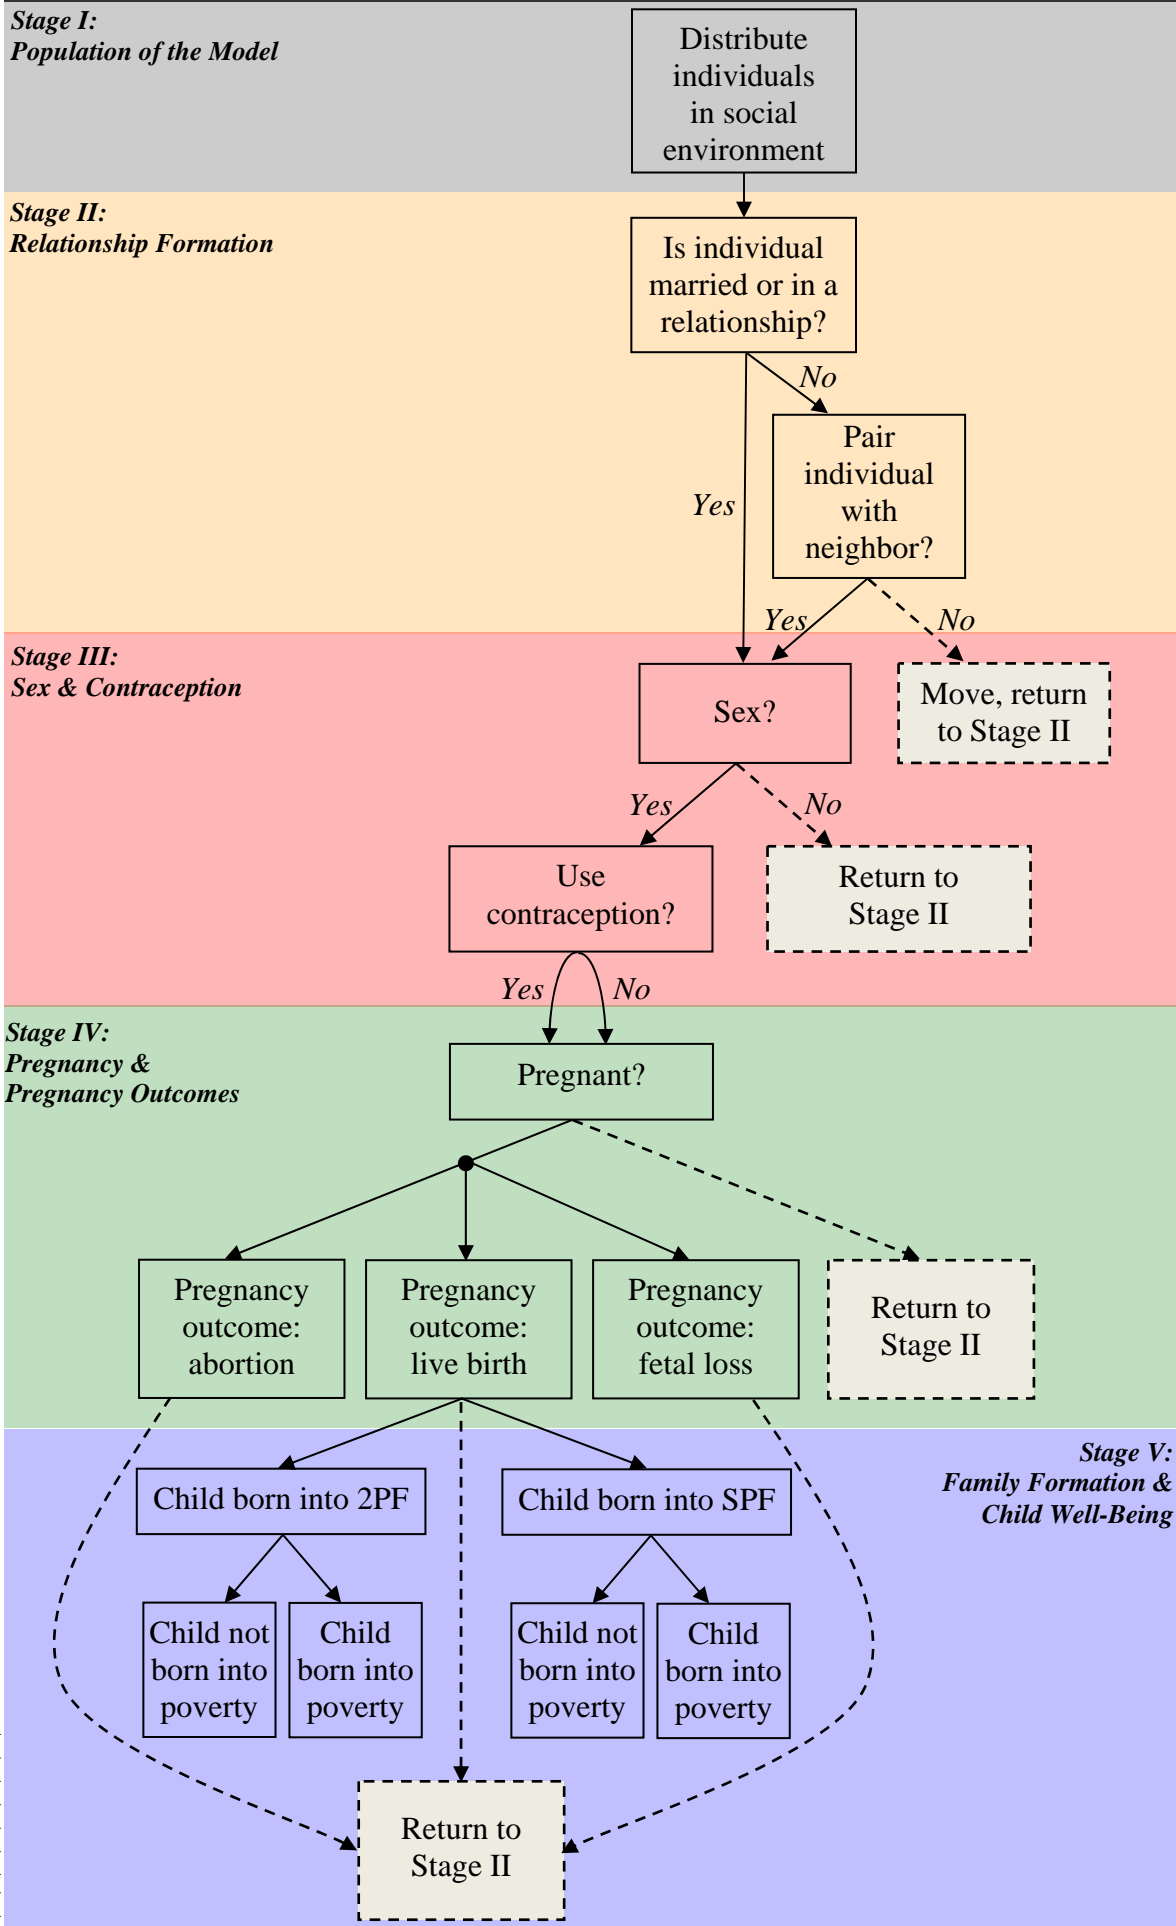 Stage I:
Population of the Model
Distribute
individuals
in social
environment
Stage II:
Relationship Formation
Is individual
married or in a
relationship?
No
Pair
individual
with
neighbor?
Yes
Yes
No
Stage III:
Sex & Contraception
Sex?
Move, return
to Stage II
Yes
No
Use
contraception?
Return to
Stage II
Yes
No
Stage IV:
Pregnancy &
Pregnancy Outcomes
Pregnant?
Pregnancy
outcome:
abortion
Pregnancy
outcome:
live birth
Pregnancy
outcome:
fetal loss
Return to
Stage II
Stage V:
Family Formation &
Child Well-Being
Child born into 2PF
Child born into SPF
Child not
born into
poverty
Child
born into
poverty
Child not
born into
poverty
Child
born into
poverty
Return to
Stage II